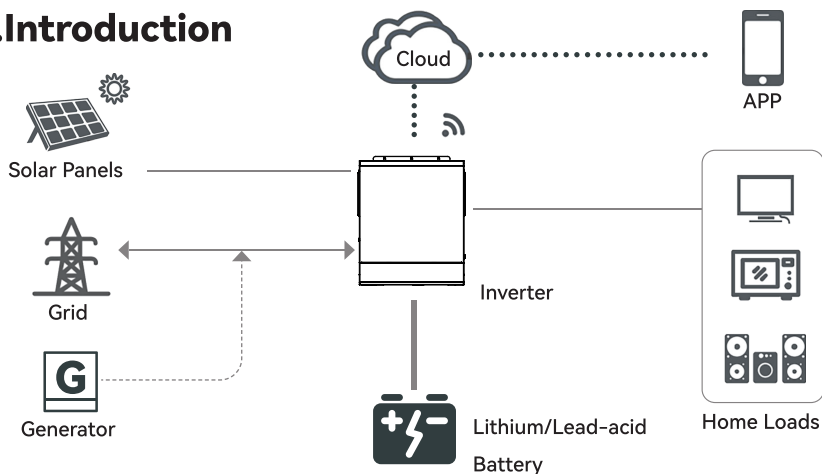 .Introduction
Cloud
APP
Solar Panels
Grid
Inverter
G
Generator
Home Loads
Lithium/Lead-acid
Battery